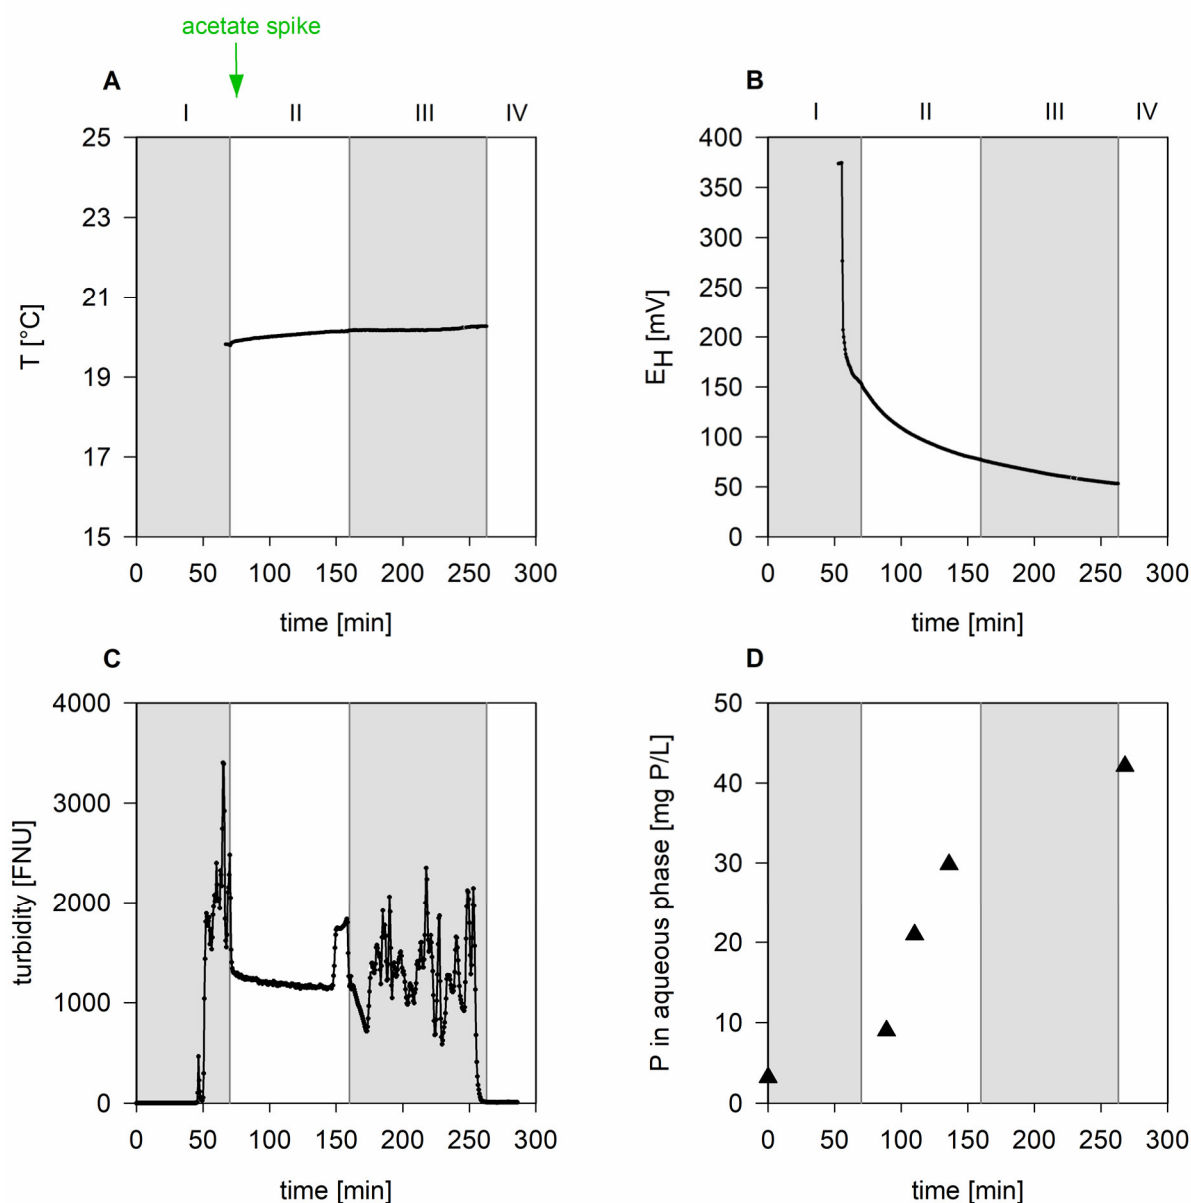 acetate spike
A
B
I II III IV
I II III IV
25
23
21
19
17
15
T [°C]
0 50 100 150 200 250 300
time [min]
400
350
300
250
200
150
100
50
0
E_H [mV]
0 50 100 150 200 250 300
time [min]
C
D
4000
3000
2000
1000
0
turbidity [FNU]
0 50 100 150 200 250 300
time [min]
50
40
30
20
10
0
P in aqueous phase [mg P/L]
0 50 100 150 200 250 300
time [min]